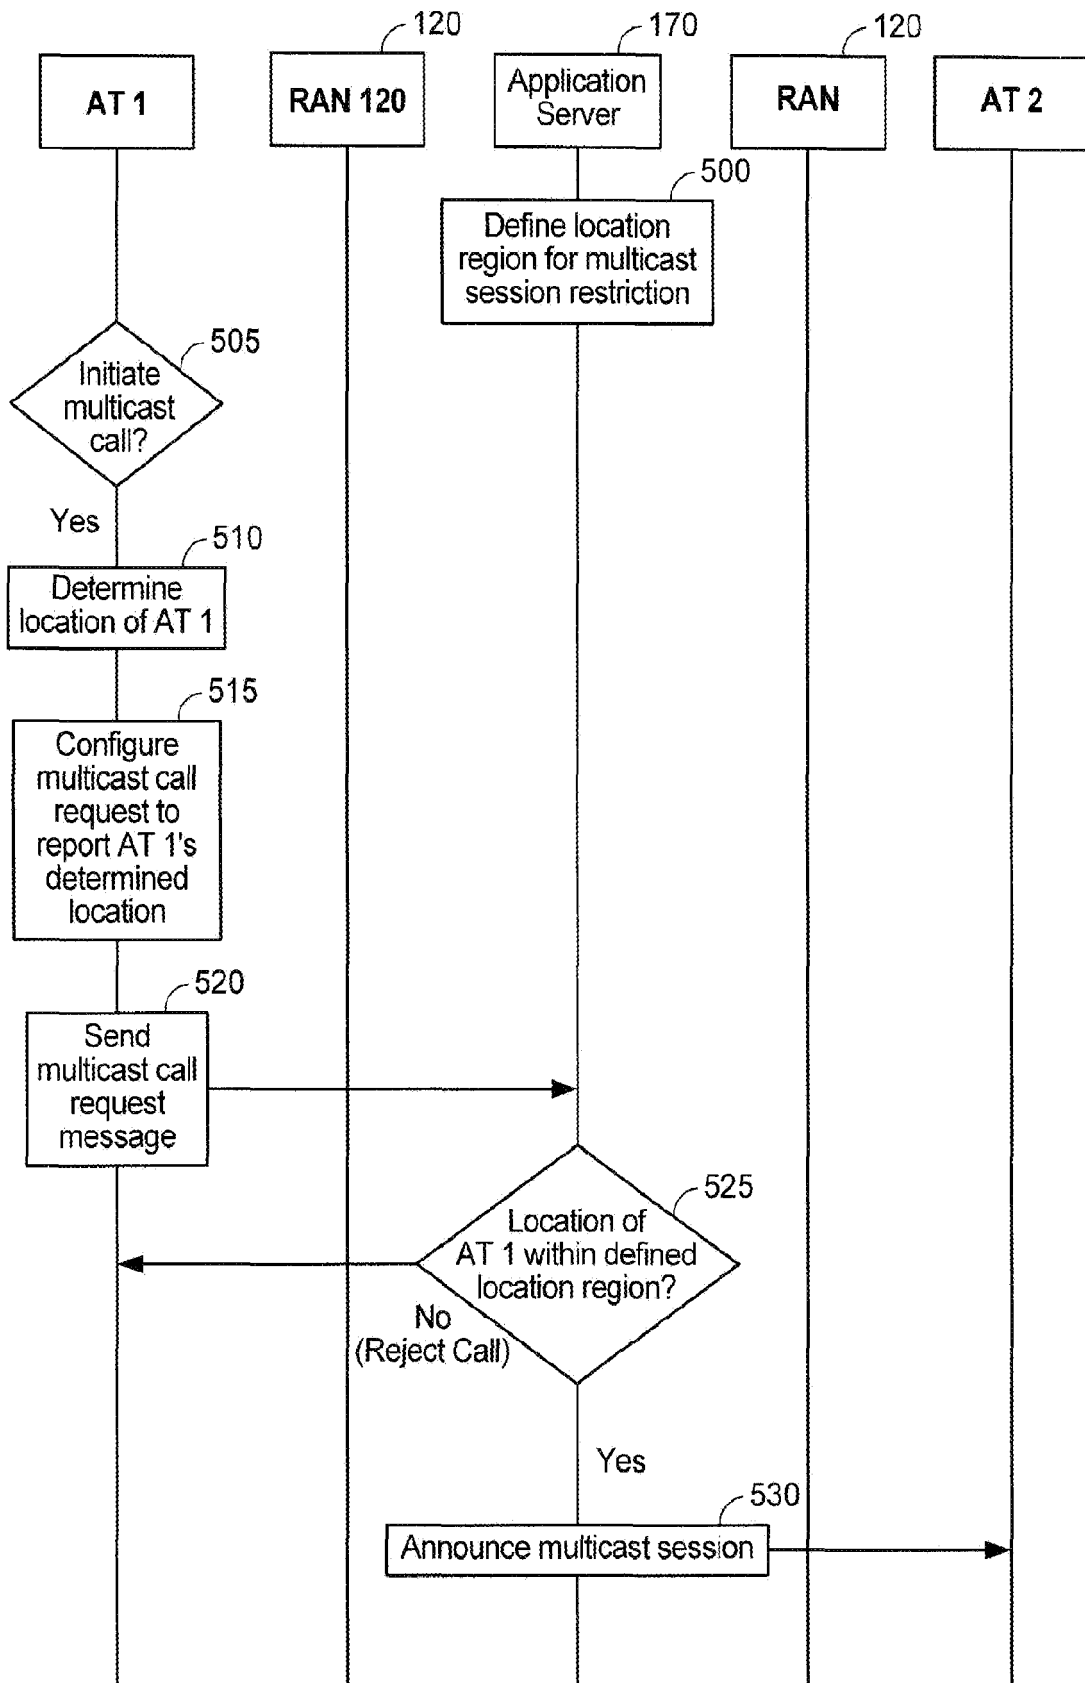 120
170
120
AT 1
RAN 120
Application
Server
RAN
AT 2
500
Define location
region for multicast
session restriction
505
Initiate
multicast
call?
Yes
510
Determine
location of AT 1
515
Configure
multicast call
request to
report AT 1's
determined
location
520
Send
multicast call
request
message
525
Location of
AT 1 within defined
location region?
No
(Reject Call)
Yes
530
Announce multicast session